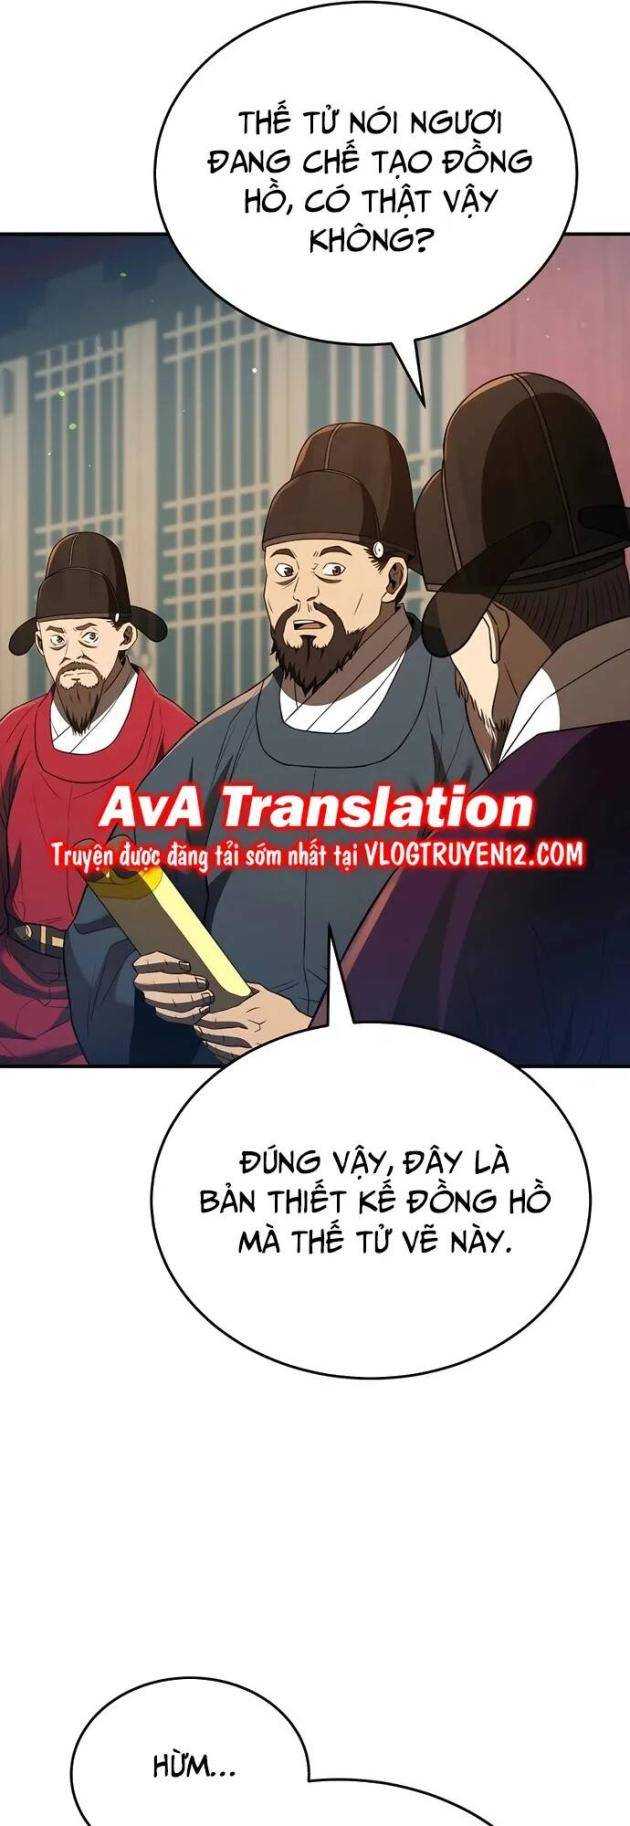 THẾ TỬ NÓI NGƯƠI
ĐANG CHẾ TẠO ĐỒNG
HỒ, CÓ THẬT VẬY
KHÔNG?
AvA Translation
Truyện được đăng tải sớm nhất tại VLOGTRUYEN12.COM
ĐÚNG VẬY, ĐÂY LÀ
BẢN THIẾT KẾ ĐỒNG HỒ
MÀ THẾ TỬ VẼ NÀY.
HỪM...